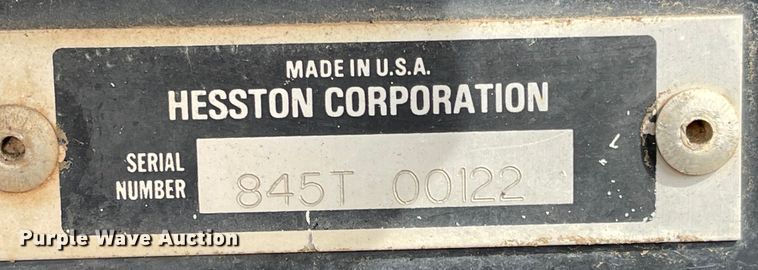 MADE IN U.S.A.
HESSTON CORPORATION
SERIAL
NUMBER 845T 00122
Purple Wave Auction